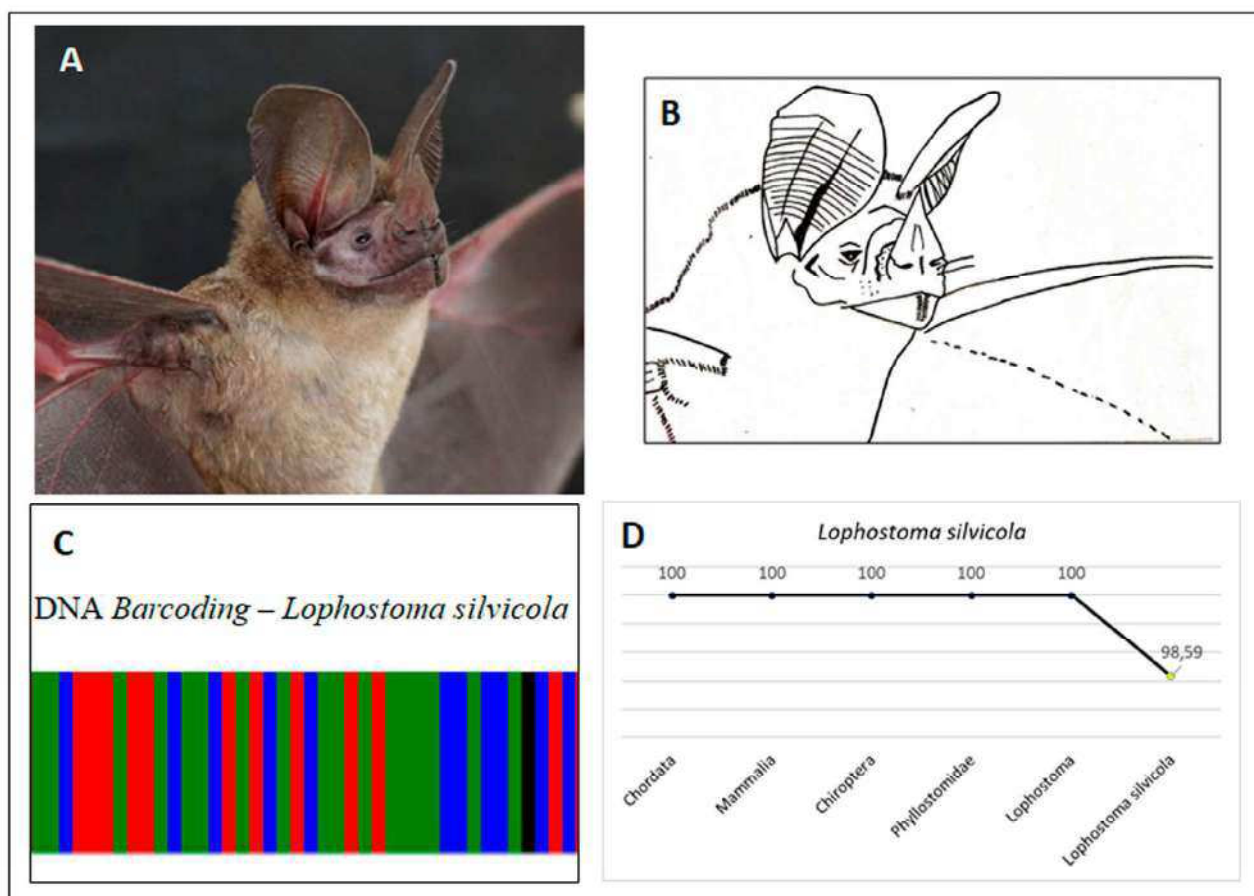 A
B
C
DNA Barcoding – Lophostoma silvicola
D
Lophostoma silvicola
100 100 100 100 100
98,59
Chordata
Mammalia
Chiroptera
Phyllostomidae
Lophostoma
Lophostoma silvicola